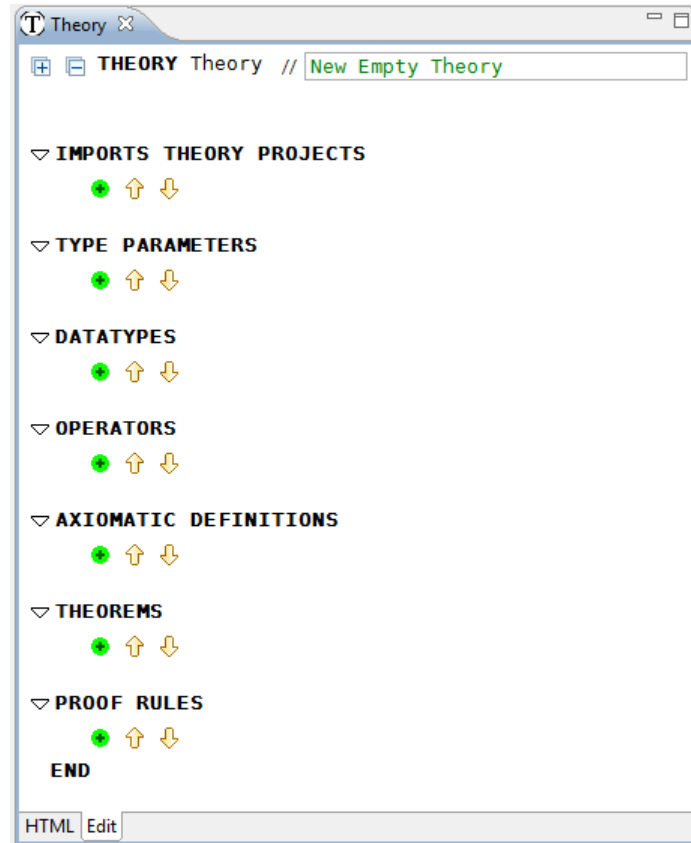 Theory
THEORY Theory // New Empty Theory
IMPORTS THEORY PROJECTS
TYPE PARAMETERS
DATATYPES
OPERATORS
AXIOMATIC DEFINITIONS
THEOREMS
PROOF RULES
END
HTML Edit